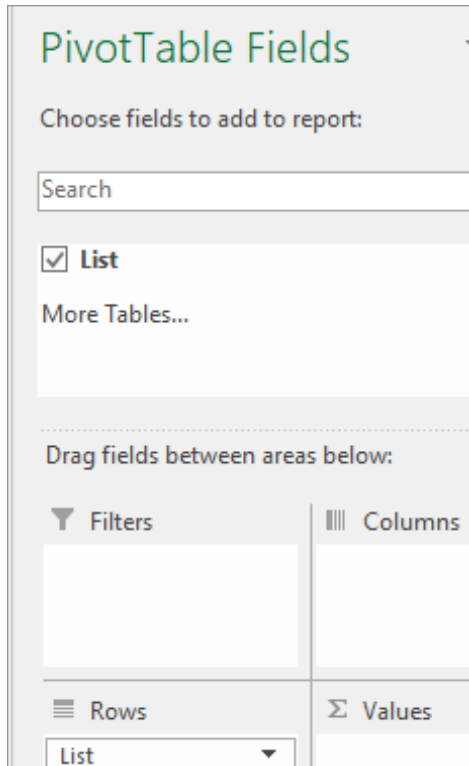 PivotTable Fields
Choose fields to add to report:
Search
List
More Tables...
Drag fields between areas below:
Filters
Columns
Rows
Σ Values
List